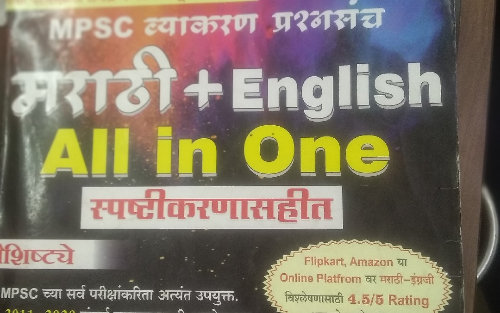 MPSC व्याकरण प्रश्नसंच
मराठी + English
All in One
स्पष्टीकरणासहीत
शिष्ट्ये
Flipkart, Amazon या
Online Platfrom वर मराठी-इंग्रजी
विश्लेषणासाठी 4.5/5 Rating
MPSC च्या सर्व परीक्षांकरिता अत्यंत उपयुक्त.